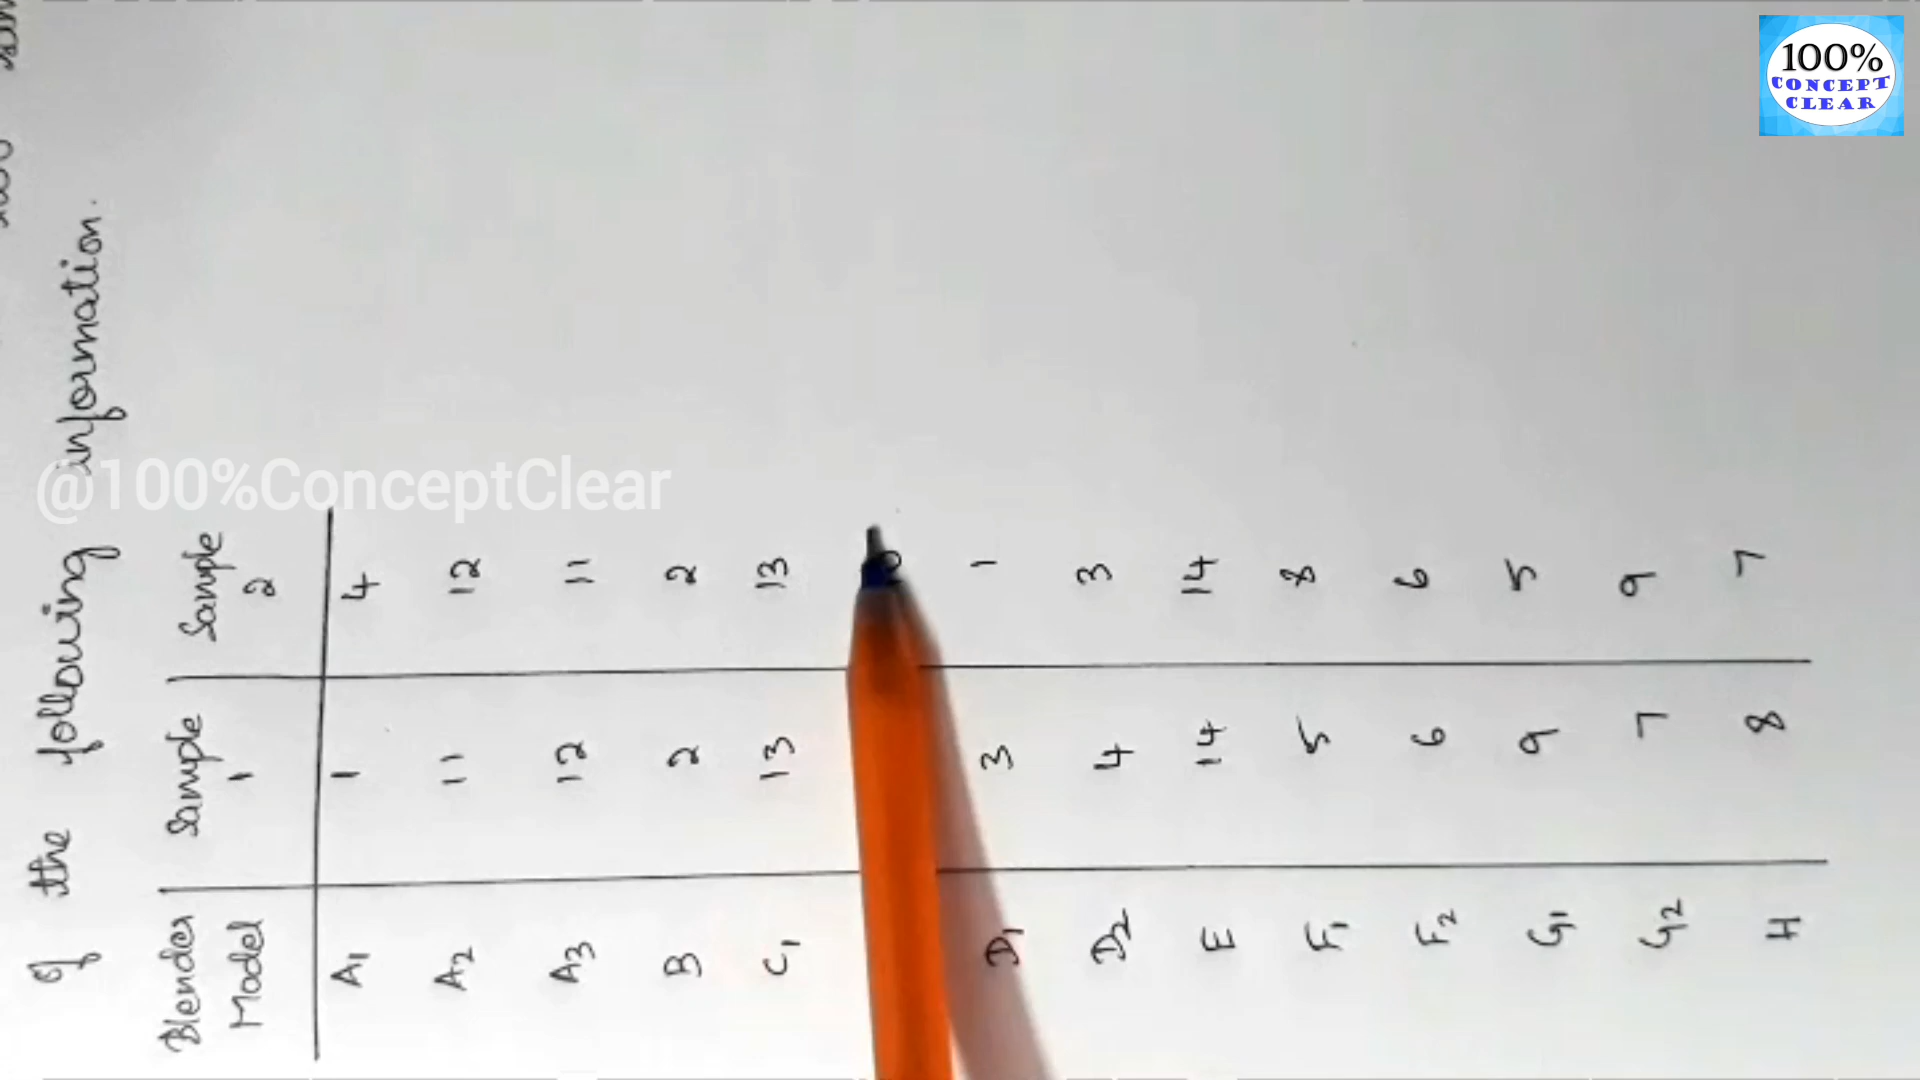 of the following information.
Blender Model Sample 1 Sample 2
A1 1 4
A2 11 12
A3 12 11
B 2 2
C1 13 13
D1 3 1
D2 4 3
E 14 14
F1 5 8
F2 6 6
G1 9 5
G2 7 9
H 8 7
@100%ConceptClear
100%
CONCEPT
CLEAR